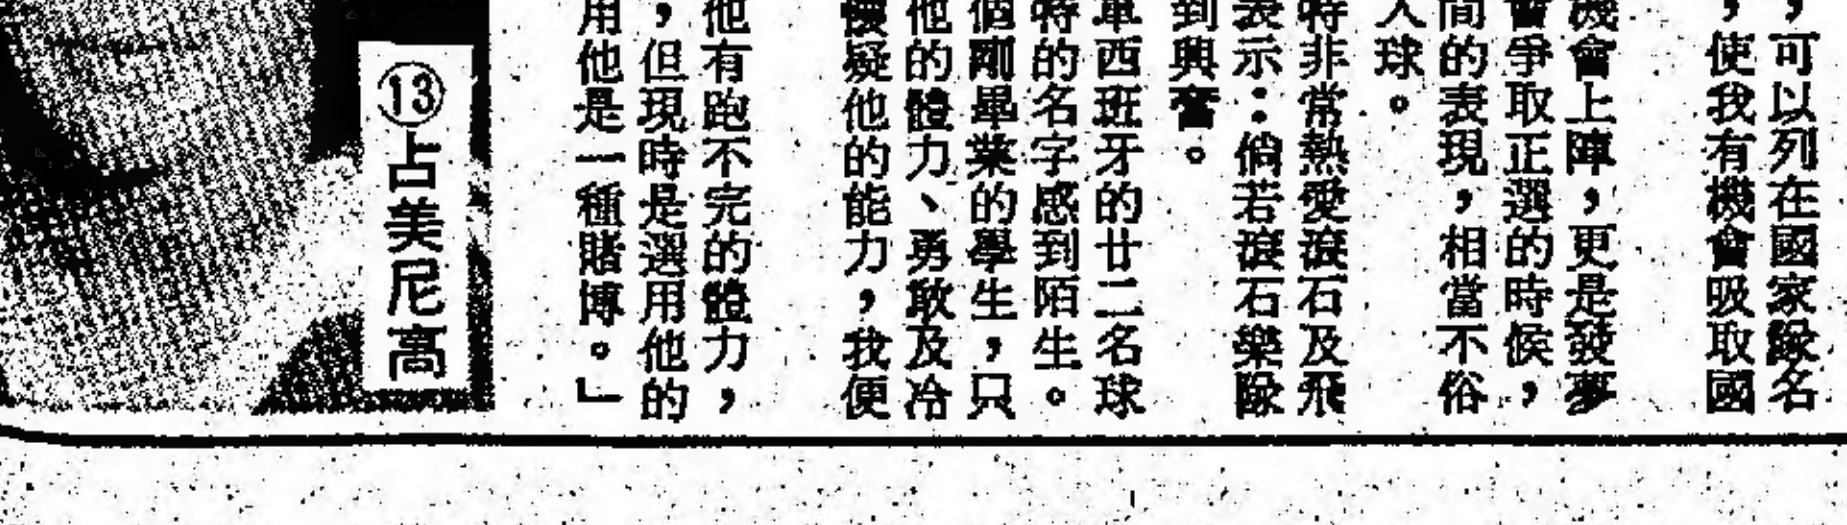 ，可以列在國家隊名
，使我有機會吸取國
機會上陣，更是發夢
會爭取正選的時候，
間的表現，相當不俗
入球。
特非常熱愛滾石及飛
表示：倘若滾石樂隊
到興奮。
軍西班牙的廿二名球
特的名字感到陌生。
個剛畢業的學生，只
他的體力、勇敢及冷
懷疑他的能力，我便
他有跑不完的體力，
，但現時是選用他的
用他是一種賭博。」
⑬占美尼高